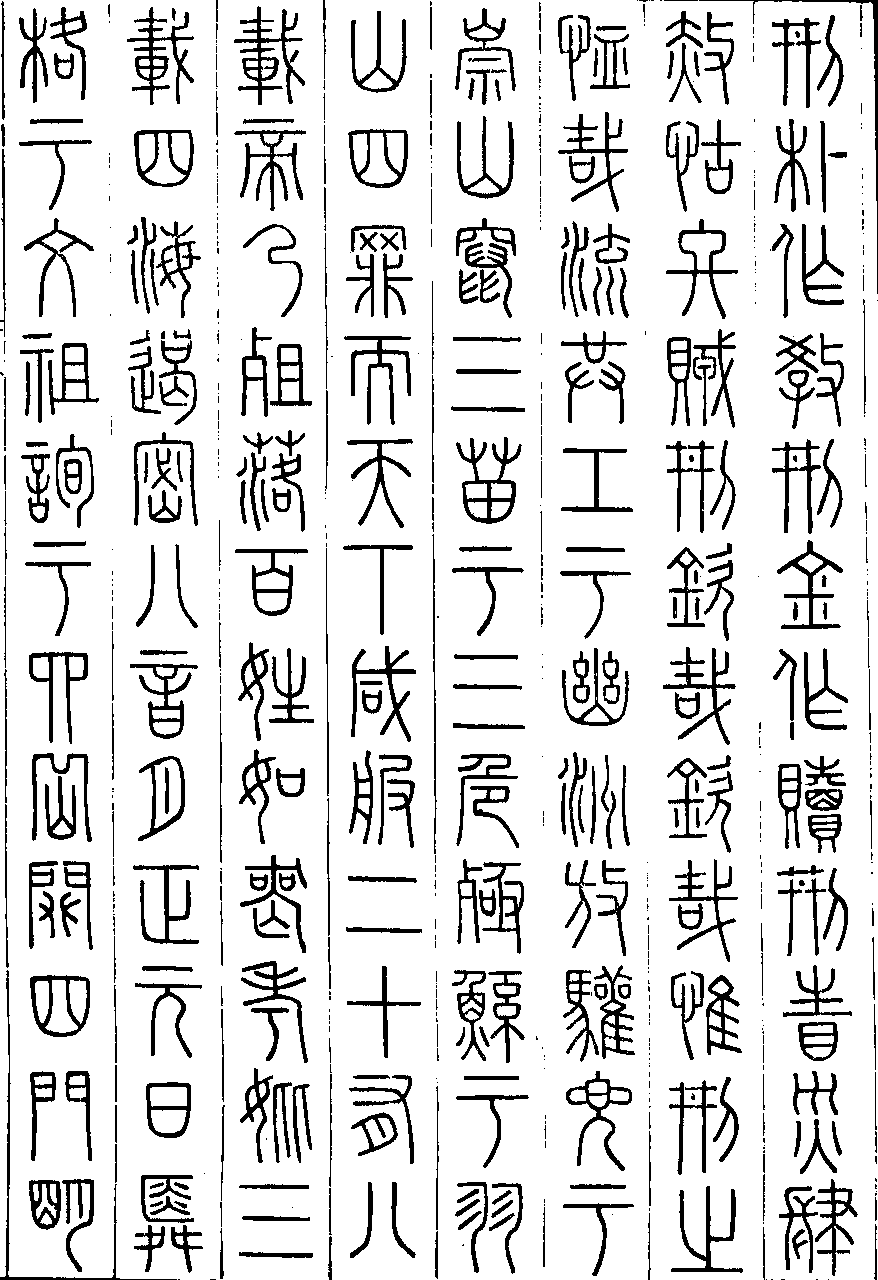 刑朴作教刑金作贖刑眚災肆
赦怙終賊刑欽哉欽哉惟刑之
恤哉流共工于幽洲放驩兜于
崇山竄三苗于三危殛鯀于羽
山四罪而天下咸服二十有八
載帝乃殂落百姓如喪考妣三
載四海遏密八音月正元日舜
格于文祖詢于四岳闢四門明